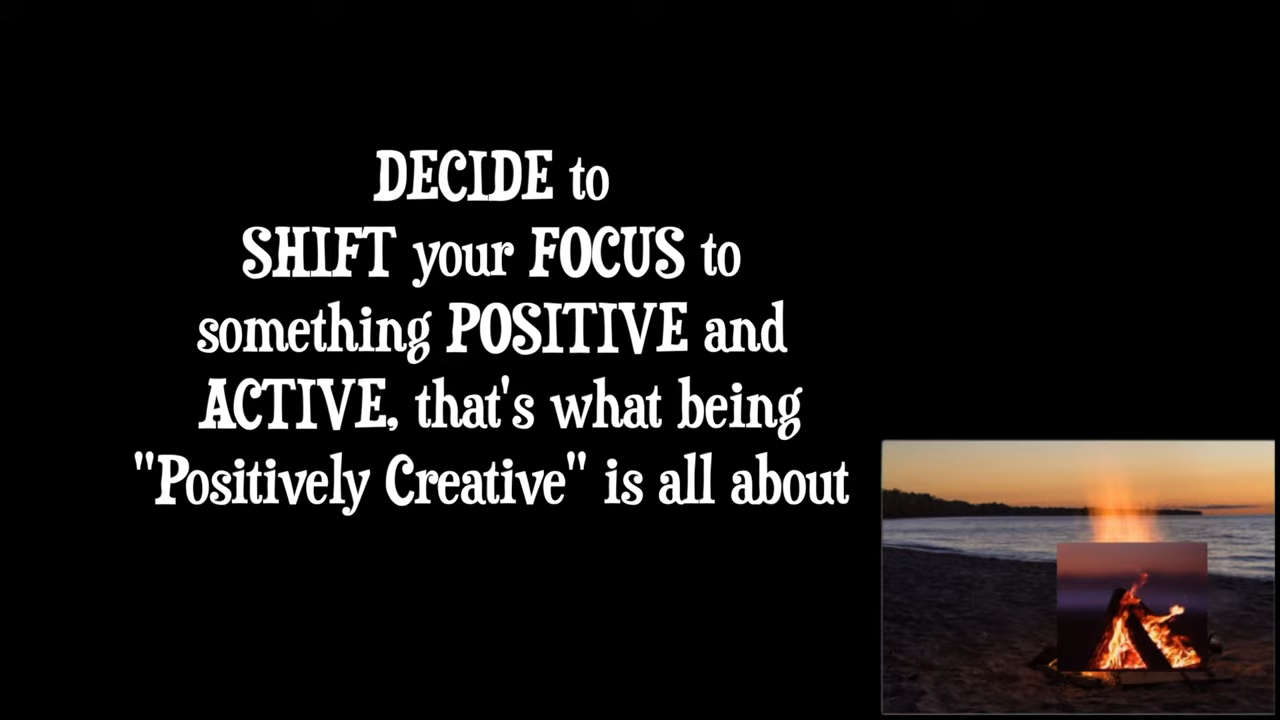 DECIDE to
SHIFT your FOCUS to
something POSITIVE and
ACTIVE, that's what being
"Positively Creative" is all about